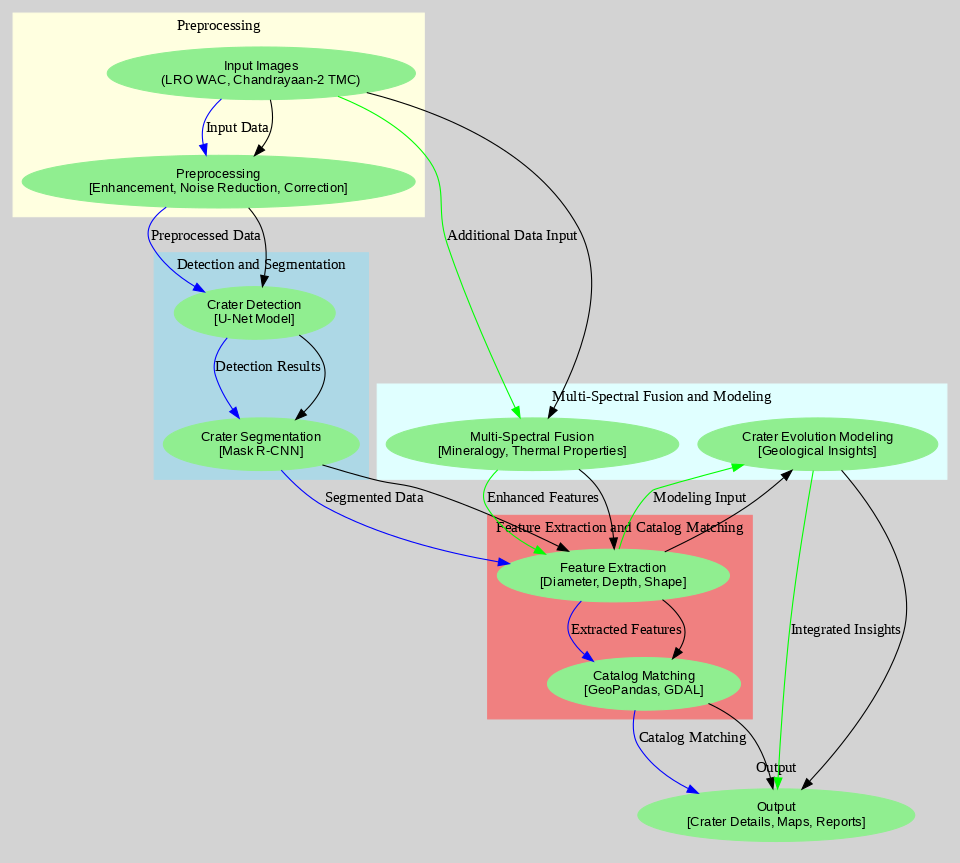 Preprocessing
Input Images
(LRO WAC, Chandrayaan-2 TMC)
Input Data
Preprocessing
[Enhancement, Noise Reduction, Correction]
Preprocessed Data
Additional Data Input
Detection and Segmentation
Crater Detection
[U-Net Model]
Detection Results
Multi-Spectral Fusion and Modeling
Crater Segmentation
[Mask R-CNN]
Multi-Spectral Fusion
[Mineralogy, Thermal Properties]
Crater Evolution Modeling
[Geological Insights]
Segmented Data
Enhanced Features
Modeling Input
Feature Extraction and Catalog Matching
Feature Extraction
[Diameter, Depth, Shape]
Extracted Features
Integrated Insights
Catalog Matching
[GeoPandas, GDAL]
Catalog Matching
Output
Output
[Crater Details, Maps, Reports]